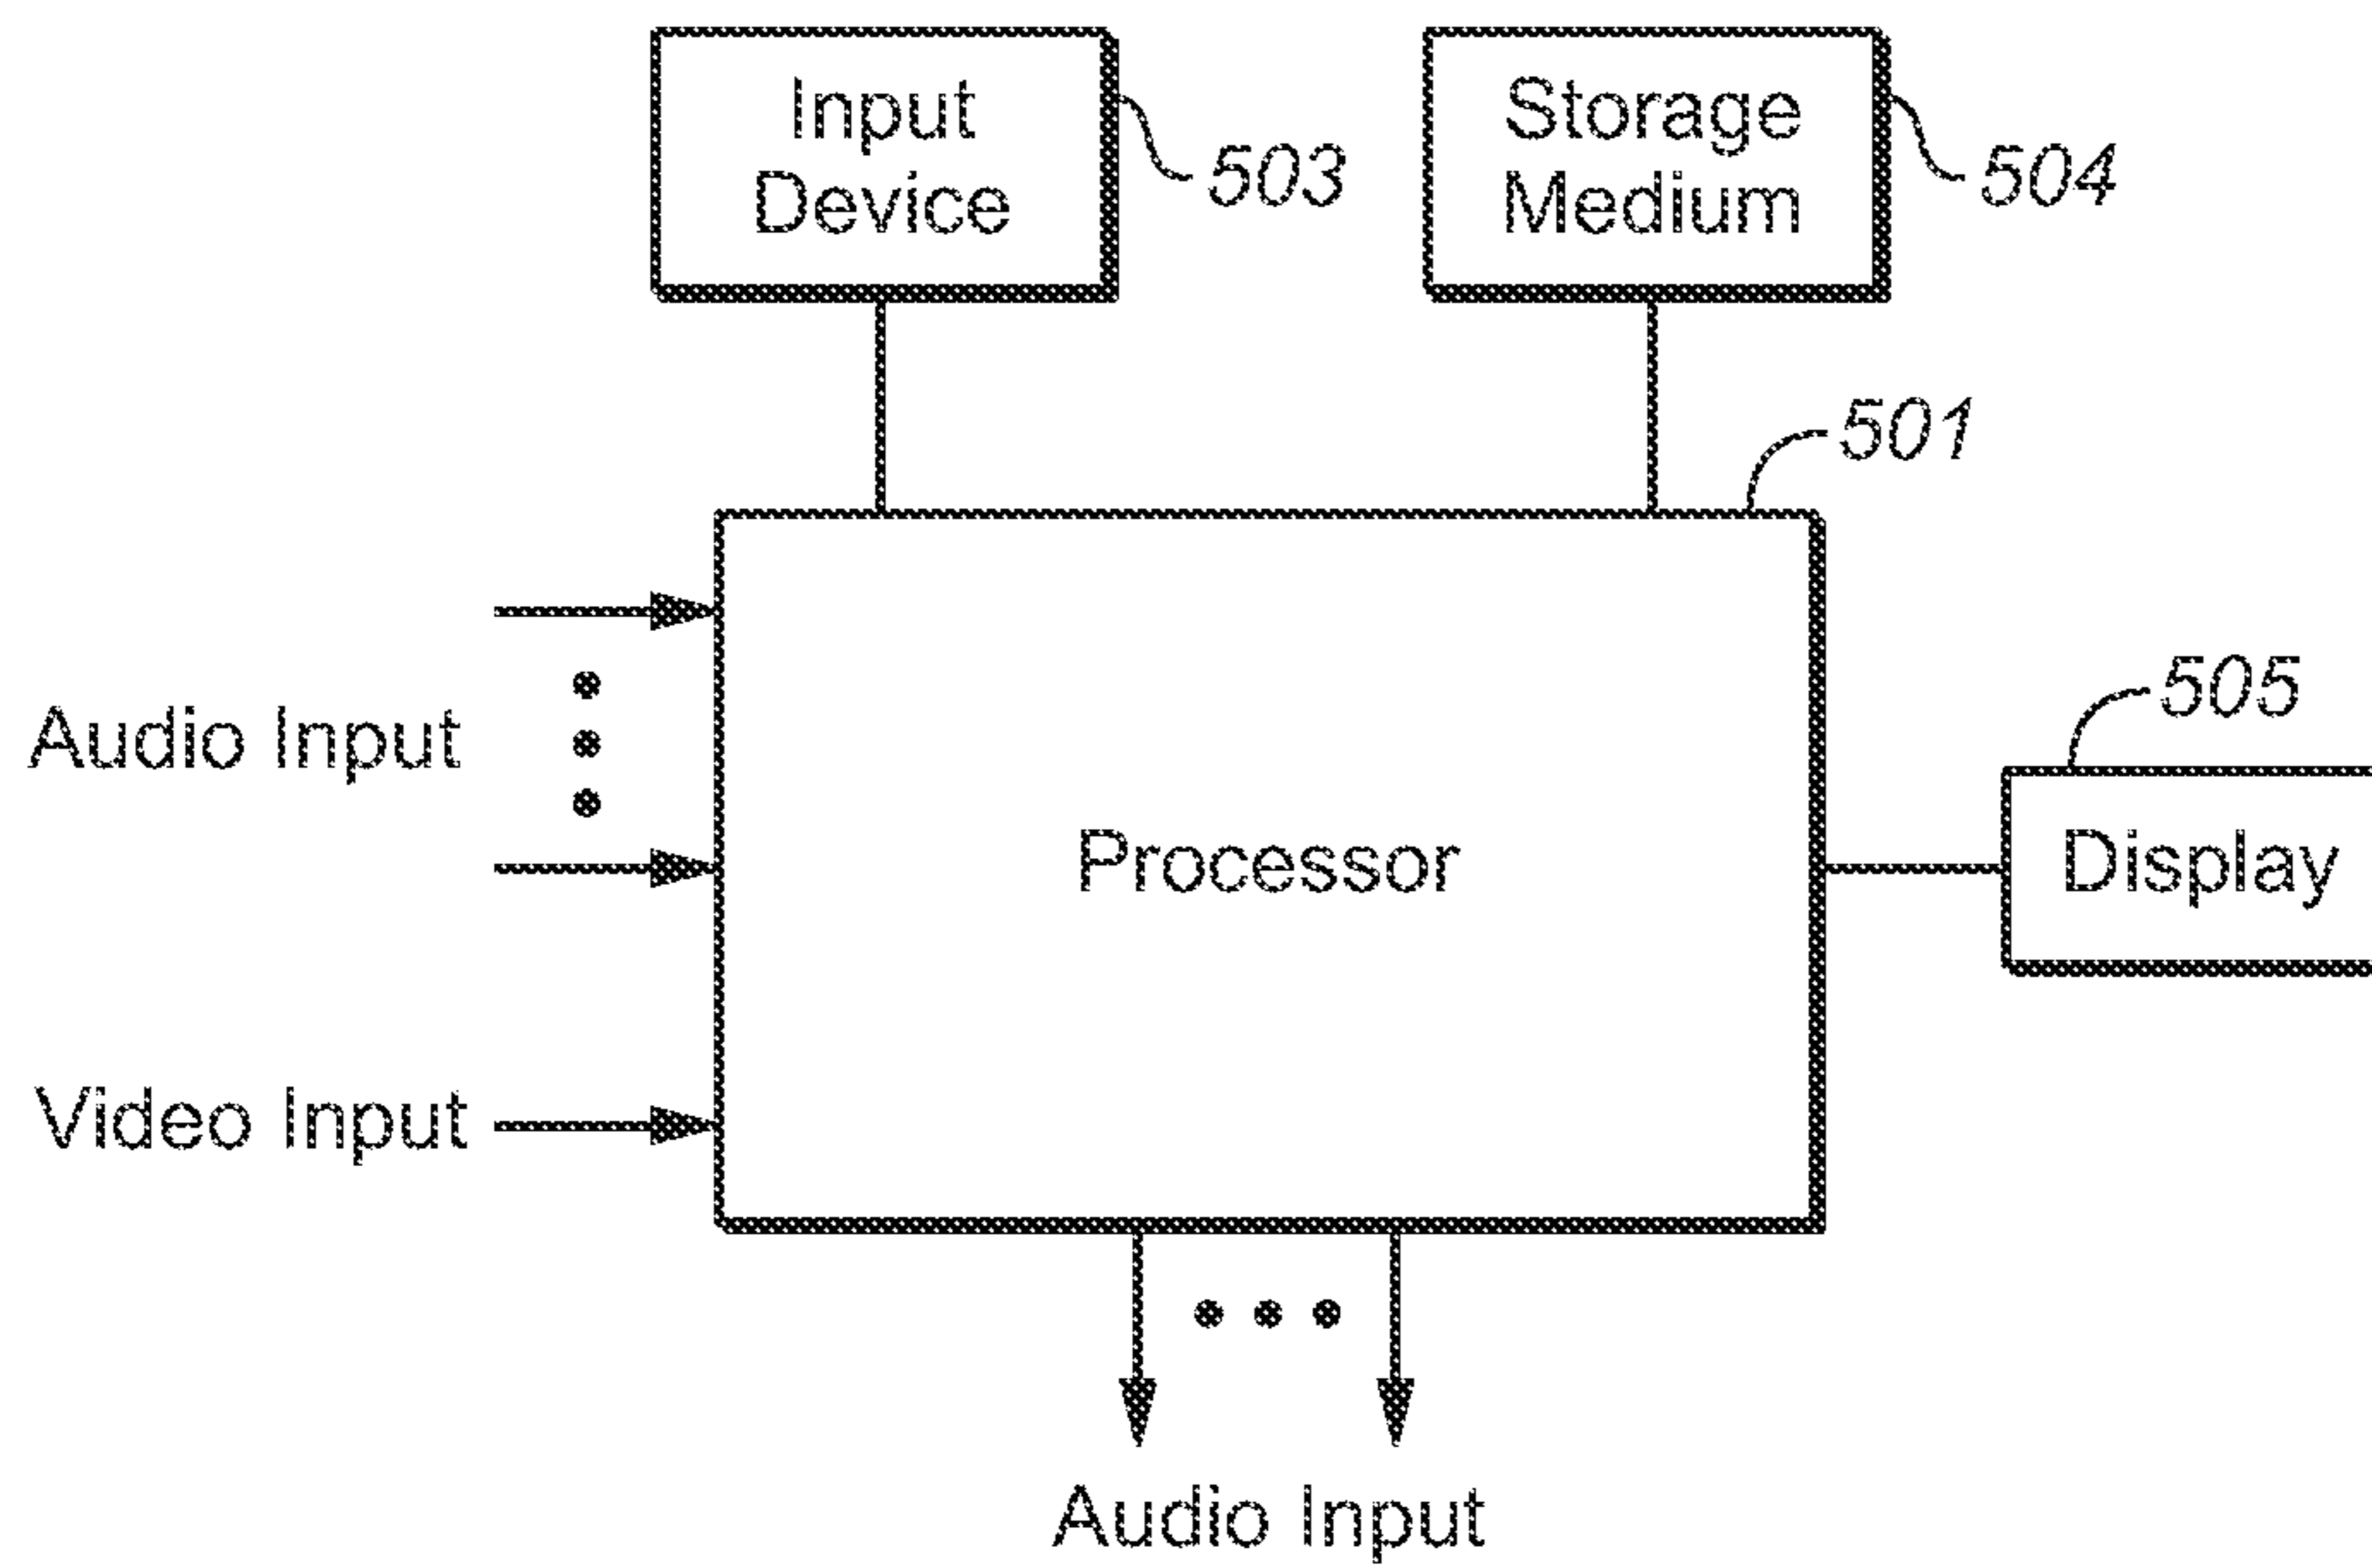 Input
Device
503
Storage
Medium
504
501
Audio Input
505
Processor
Display
Video Input
Audio Input